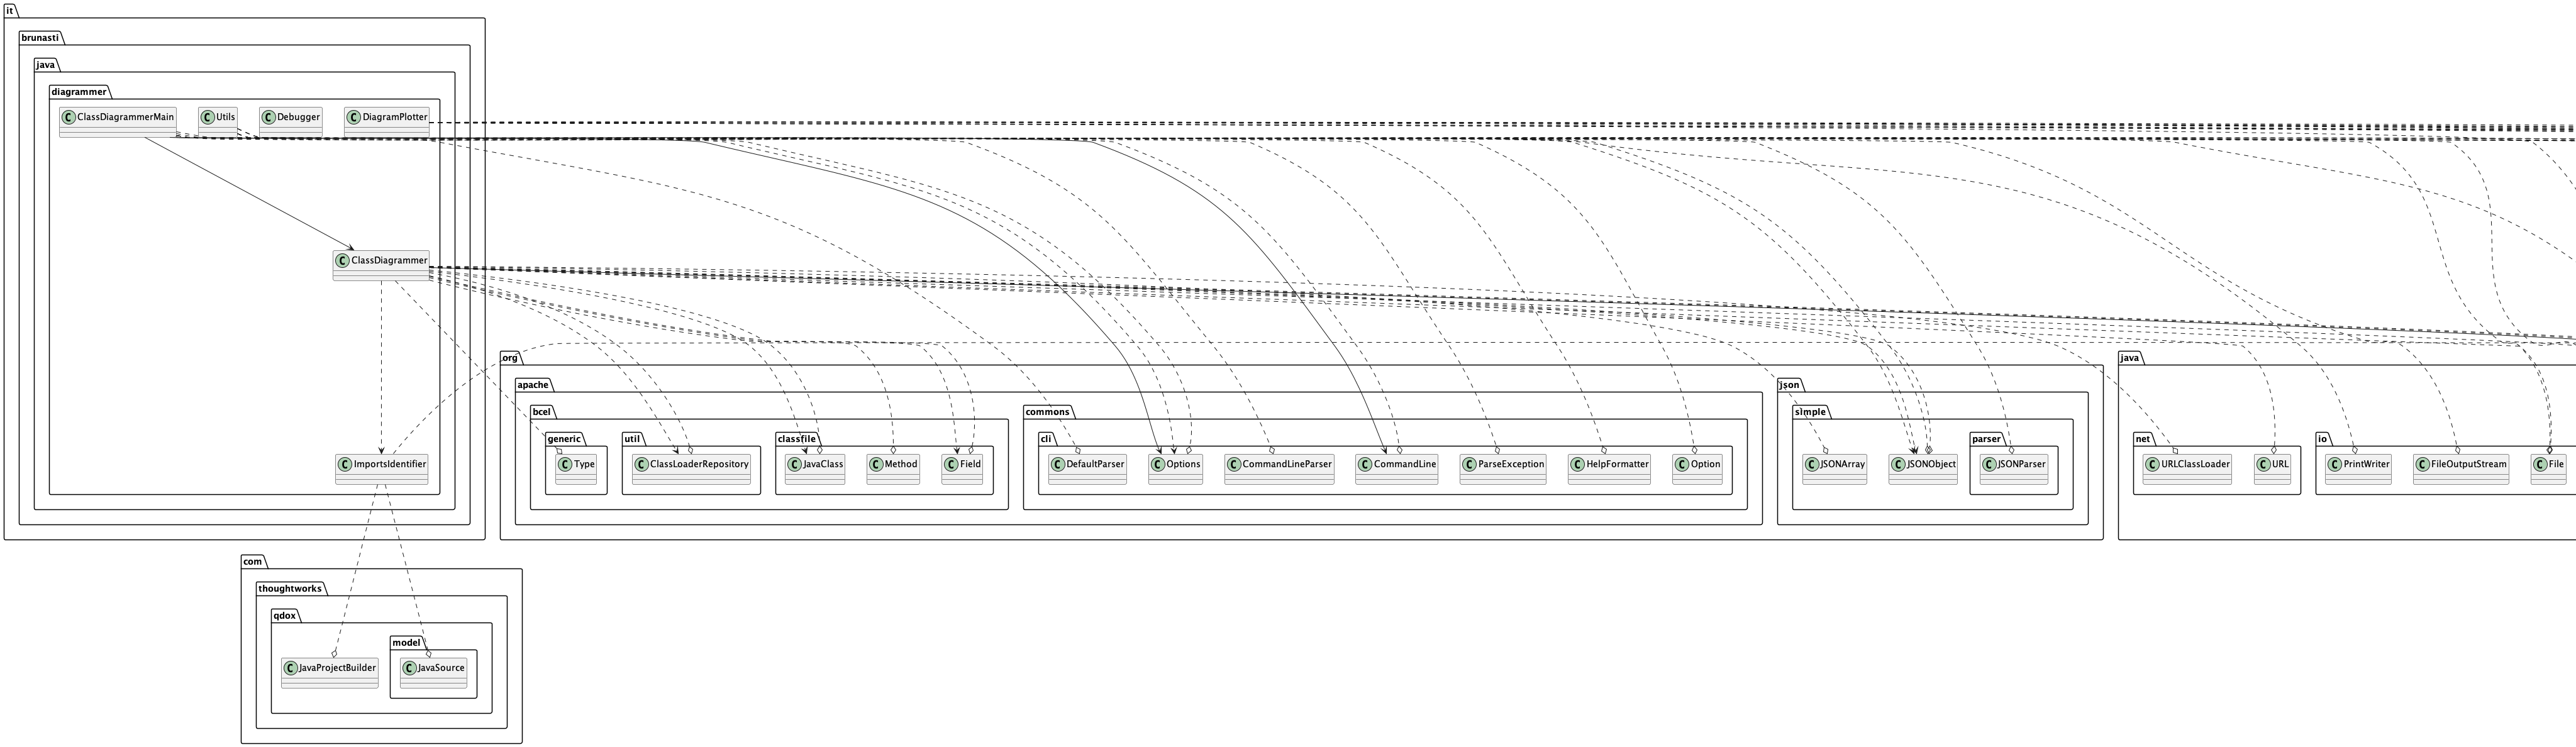 it
brunasti
java
diagrammer
C ClassDiagrammerMain
C Utils
C Debugger
C DiagramPlotter
C ClassDiagrammer
org
java
apache
json
bcel
commons
simple
generic
util
classfile
cli
parser
net
io
C Type
C ClassLoaderRepository
C JavaClass
C Method
C Field
C DefaultParser
C Options
C CommandLineParser
C CommandLine
C ParseException
C HelpFormatter
C Option
C JSONArray
C JSONObject
C JSONParser
C URLClassLoader
C URL
C PrintWriter
C FileOutputStream
C File
C ImportsIdentifier
com
thoughtworks
qdox
model
C JavaProjectBuilder
C JavaSource